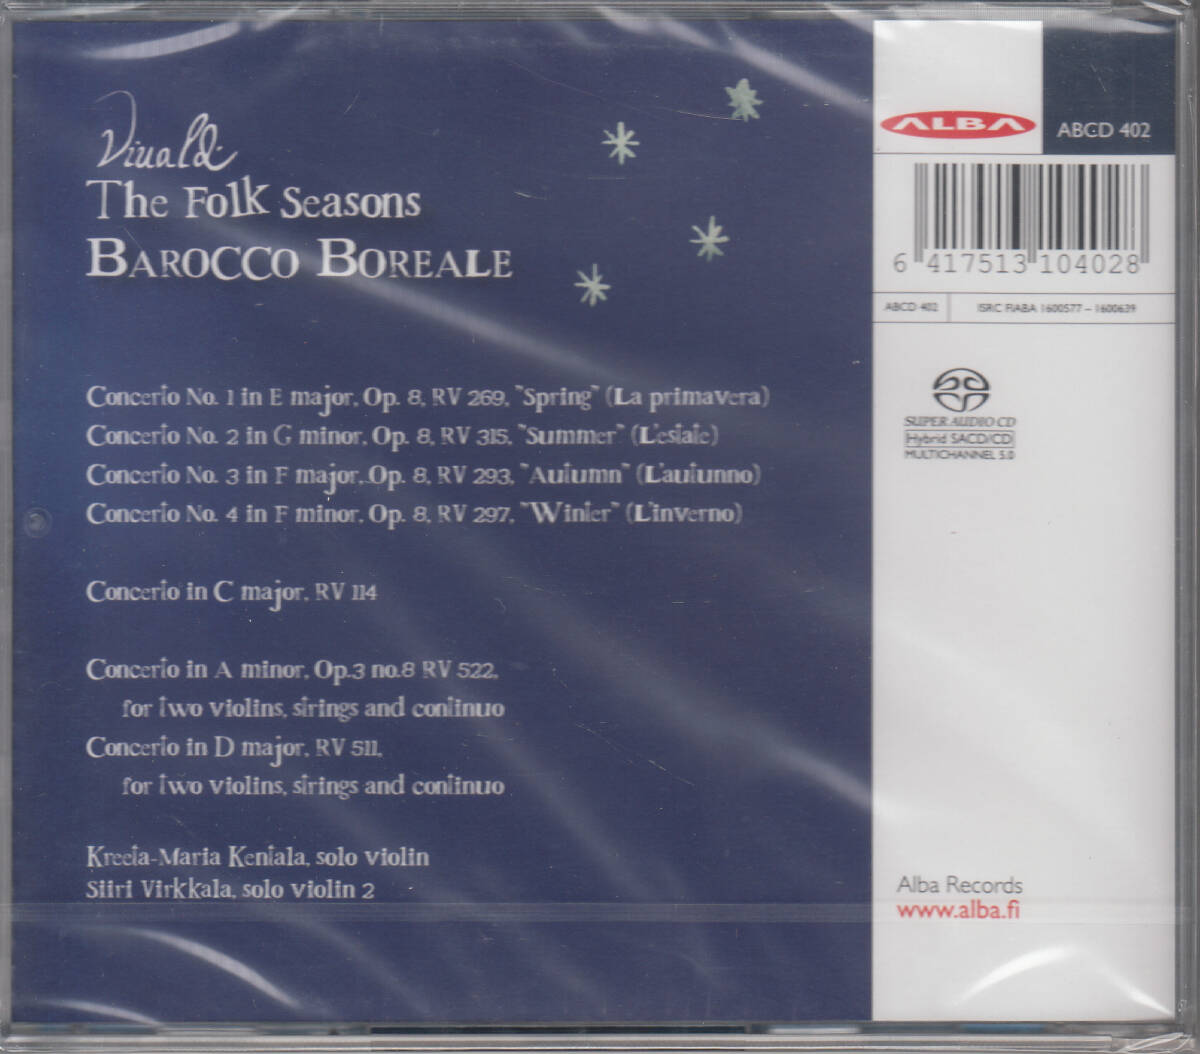 Vivaldi
The Folk Seasons
Barocco Boreale
Concerto No. 1 in E major, Op. 8, RV 269, "Spring" (La primavera)
Concerto No. 2 in G minor, Op. 8, RV 315, "Summer" (L'estate)
Concerto No. 3 in F major, Op. 8, RV 293, "Autumn" (L'autunno)
Concerto No. 4 in F minor, Op. 8, RV 297, "Winter" (L'inverno)
Concerto in C major, RV 114
Concerto in A minor, Op.3 no.8 RV 522,
for two violins, strings and continuo
Concerto in D major, RV 511,
for two violins, strings and continuo
Kreeta-Maria Kentala, solo violin
Siiri Virkkala, solo violin 2
ALBA
ABCD 402
6 417513 104028
ABCD 402
ISRC FIABA 1600577 – 1600639
SUPER AUDIO CD
Hybrid SACD/CD
MULTICHANNEL 5.0
Alba Records
www.alba.fi